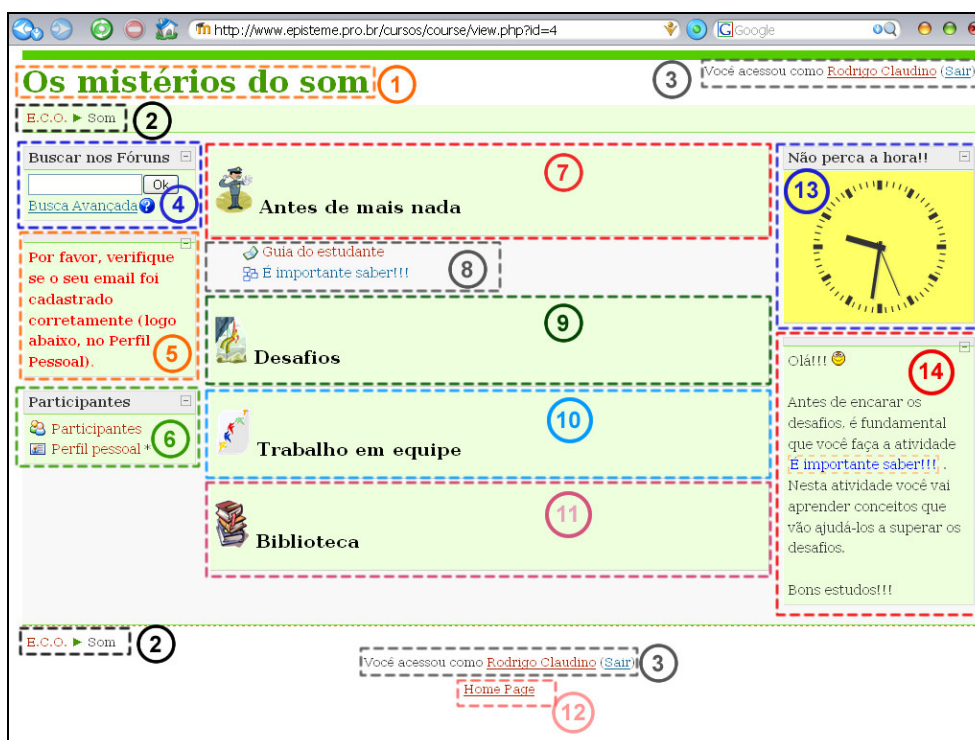 http://www.episteme.pro.br/cursos/course/view.php?id=4
Google
Os mistérios do som
1
3
Você acessou como Rodrigo Claudino (Sair)
E.C.O. ► Som
2
Buscar nos Fóruns
Ok
Busca Avançada
4
Por favor, verifique
se o seu email foi
cadastrado
corretamente (logo
abaixo, no Perfil
Pessoal).
5
Participantes
Participantes
Perfil pessoal *
6
7
Antes de mais nada
Guia do estudante
É importante saber!!!
8
9
Desafios
10
Trabalho em equipe
11
Biblioteca
Não perca a hora!!
13
14
Olá!!!
Antes de encarar os
desafios, é fundamental
que você faça a atividade
É importante saber!!! .
Nesta atividade você vai
aprender conceitos que
vão ajudá-los a superar os
desafios.
Bons estudos!!!
E.C.O. ► Som
2
Você acessou como Rodrigo Claudino (Sair)
3
Home Page
12